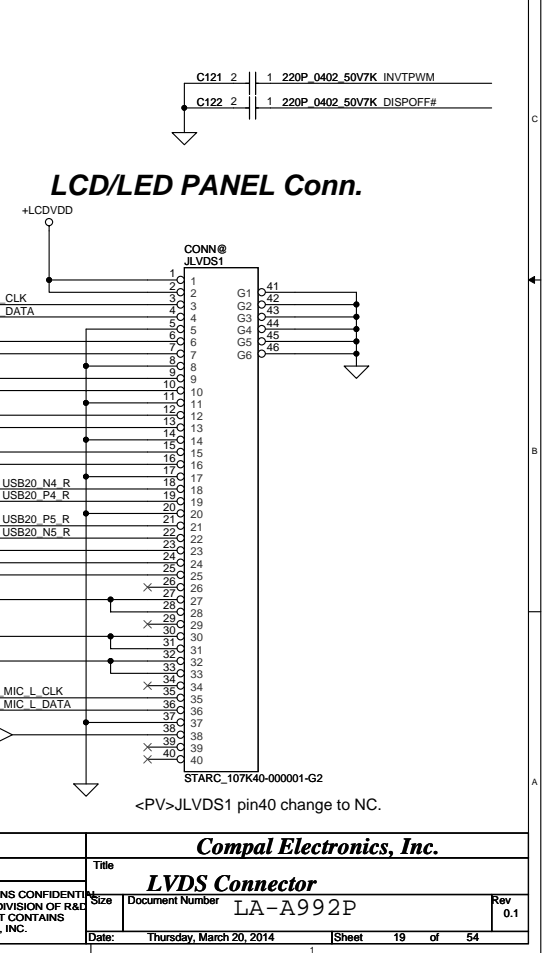 C121 2 1 220P_0402_50V7K INVTPWM
C122 2 1 220P_0402_50V7K DISPOFF#
C
LCD/LED PANEL Conn.
+LCDVDD
CONN@
JLVDS1
1 1
2 2 G1 41
CLK 3 3 G2 42
DATA 4 4 G3 43
5 5 G4 44
6 6 G5 45
7 7 G6 46
8 8
9 9
10 10
11 11
12 12
13 13
B
14 14
15 15
16 16
17 17
USB20_N4_R 18 18
USB20_P4_R 19 19
20 20
USB20_P5_R 21 21
USB20_N5_R 22 22
23 23
24 24
25 25
26 26
27 27
28 28
29 29
30 30
31 31
32 32
33 33
34 34
MIC_L_CLK 35 35
MIC_L_DATA 36 36
37 37
38 38
39 39
40 40
A
STARC_107K40-000001-G2
<PV>JLVDS1 pin40 change to NC.
Compal Electronics, Inc.
Title
LVDS Connector
NS CONFIDENTIAL
DIVISION OF R&D
T CONTAINS
, INC.
Size Document Number Rev
LA-A992P 0.1
Date: Thursday, March 20, 2014 Sheet 19 of 54
1